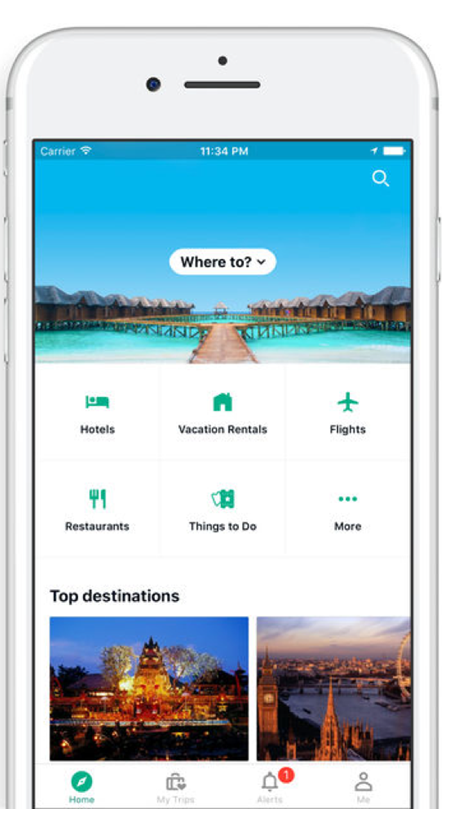 Carrier 11:34 PM
Where to?
Hotels Vacation Rentals Flights
Restaurants Things to Do More
Top destinations
1
Home My Trips Alerts Me